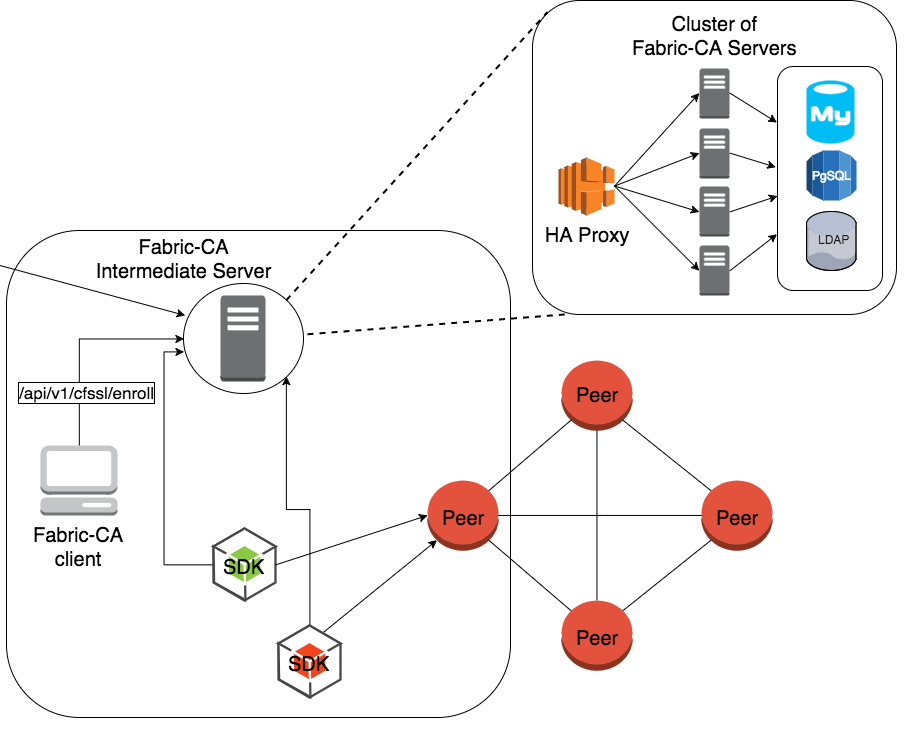 Cluster of
Fabric-CA Servers
My
PgSQL
LDAP
HA Proxy
Fabric-CA
Intermediate Server
/api/v1/cfssl/enroll
Fabric-CA
client
SDK
SDK
Peer
Peer
Peer
Peer